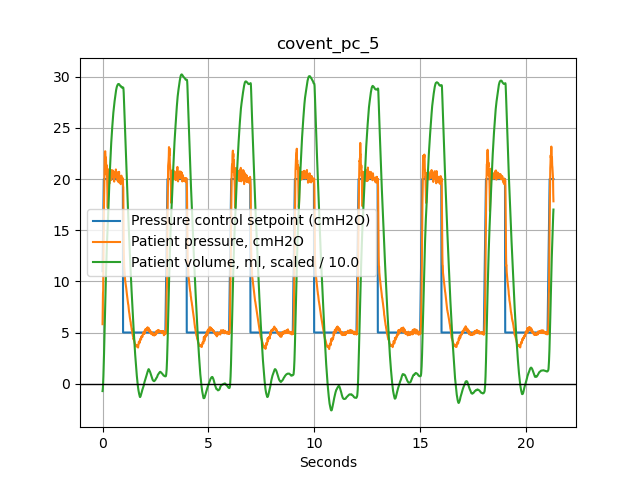 covent_pc_5
30
25
20
15
10
5
0
Pressure control setpoint (cmH2O)
Patient pressure, cmH2O
Patient volume, ml, scaled / 10.0
0 5 10 15 20
Seconds